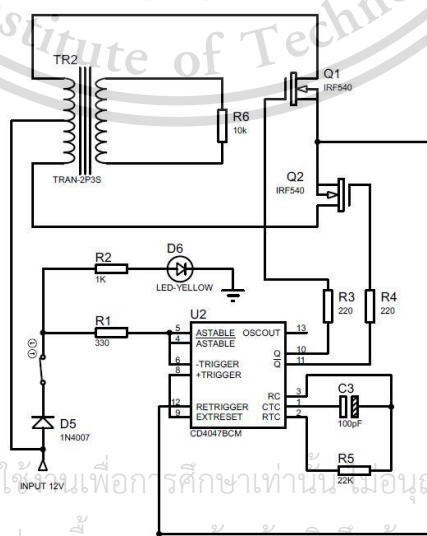 stitute of Techn
TR2
TRAN-2P3S
R6
10k
Q1
IRF540
Q2
IRF540
R2
1K
D6
LED-YELLOW
R1
330
U2
R3
220
R4
220
5 ASTABLE OSCOUT 13
4 ASTABLE
6 -TRIGGER Q 10
8 +TRIGGER Q 11
RC 3
12 RETRIGGER CTC 1
9 EXTRESET RTC 2
CD4047BCM
C3
100pF
R5
22K
D5
1N4007
INPUT 12V
ใช้งานเพื่อการศึกษาเท่านั้น ไม่อนุญ